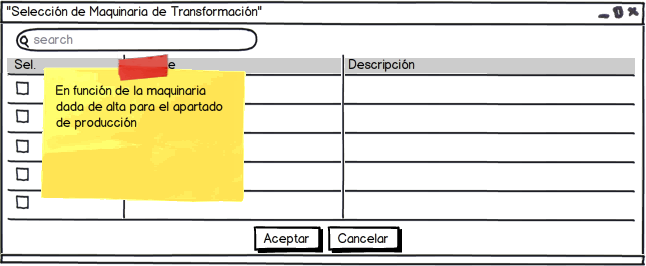 "Selección de Maquinaria de Transformación"
search
Sel. Descripción
En función de la maquinaria
dada de alta para el apartado
de producción
Aceptar Cancelar